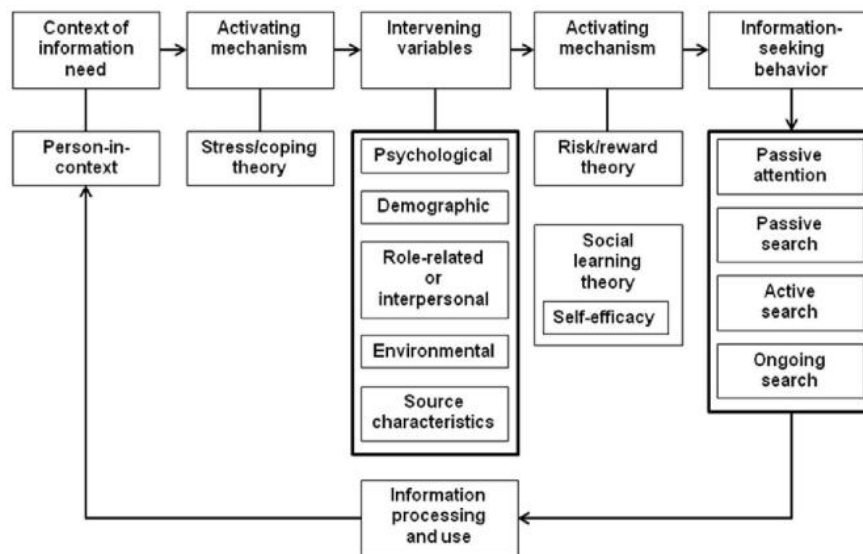 Context of
information
need
Activating
mechanism
Intervening
variables
Activating
mechanism
Information-
seeking
behavior
Person-in-
context
Stress/coping
theory
Psychological
Demographic
Role-related
or
interpersonal
Environmental
Source
characteristics
Risk/reward
theory
Social
learning
theory
Self-efficacy
Passive
attention
Passive
search
Active
search
Ongoing
search
Information
processing
and use